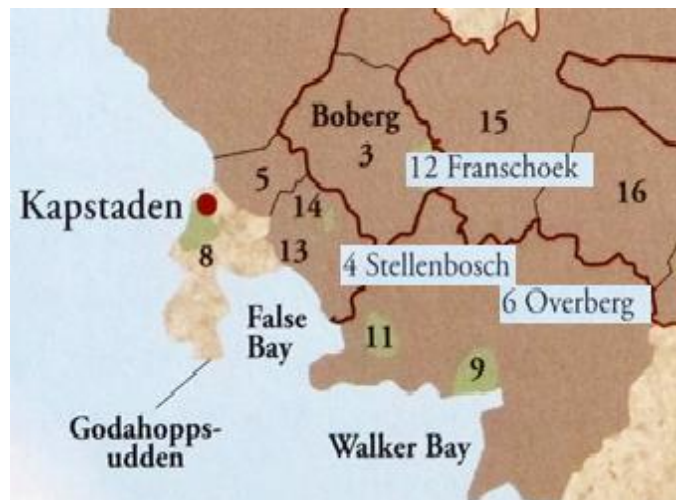 Boberg
3
15
12 Franschoek
5
16
Kapstaden
14
8
13
4 Stellenbosch
6 Överberg
False
Bay
11
9
Godahopps-
udden
Walker Bay